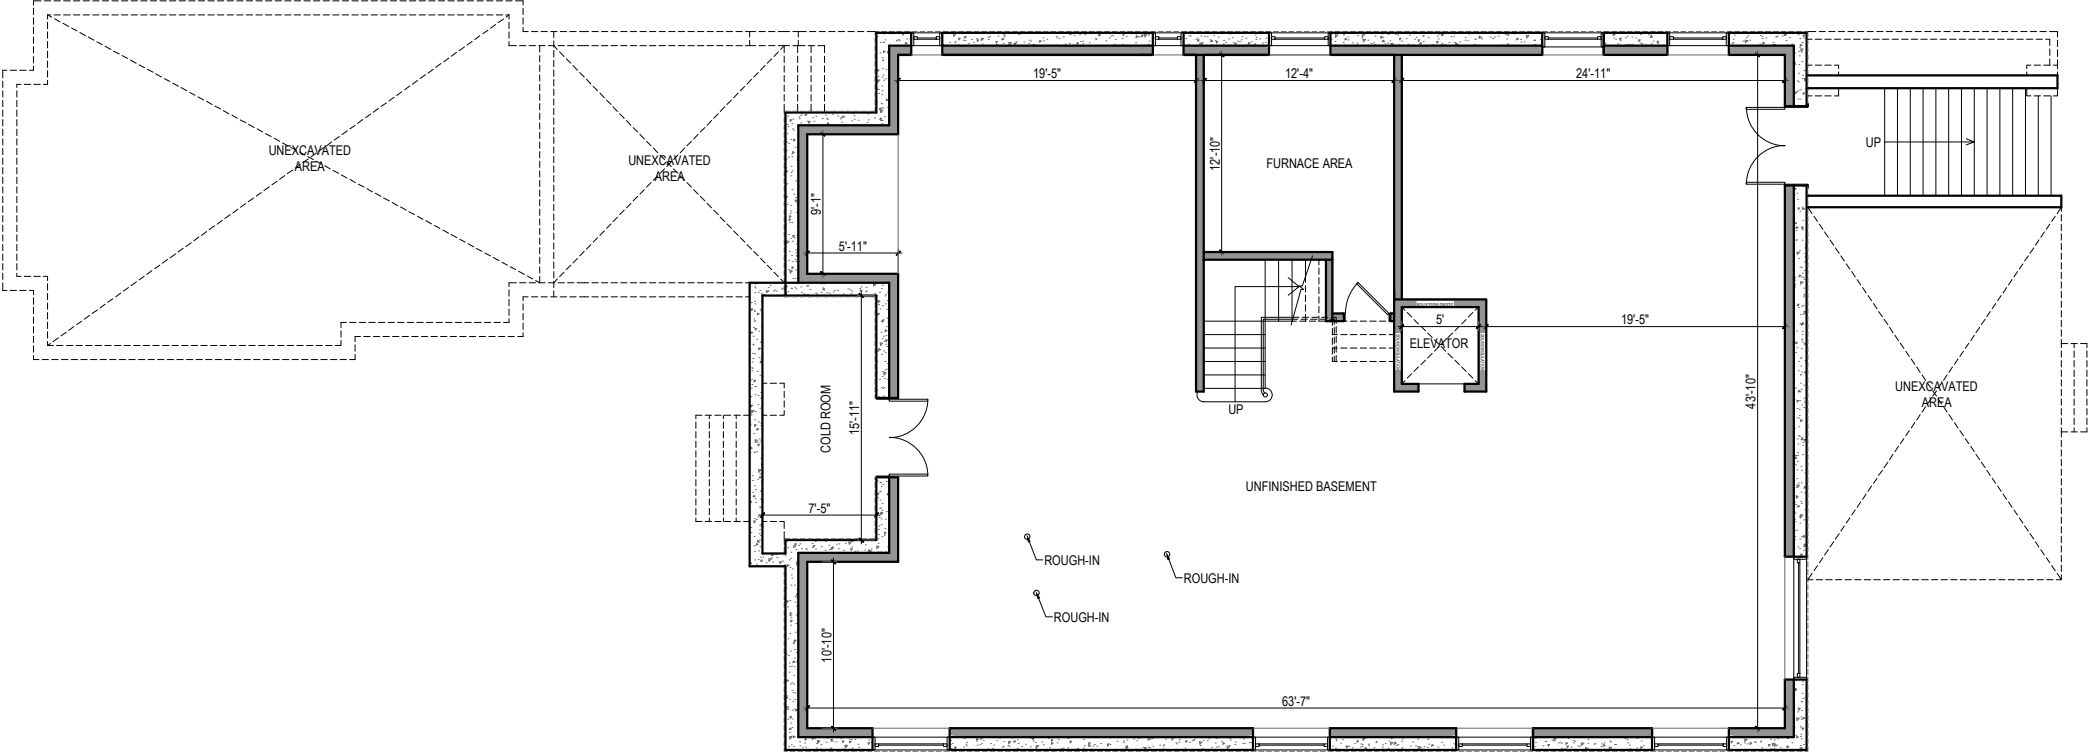 19'-5"
12'-4"
24'-11"
UNEXCAVATED
AREA
UNEXCAVATED
AREA
12'-10"
FURNACE AREA
UP
9'-1"
5'-11"
5'
19'-5"
ELEVATOR
UNEXCAVATED
AREA
43'-10"
UP
COLD ROOM
15'-11"
7'-5"
UNFINISHED BASEMENT
ROUGH-IN
ROUGH-IN
ROUGH-IN
10'-10"
63'-7"